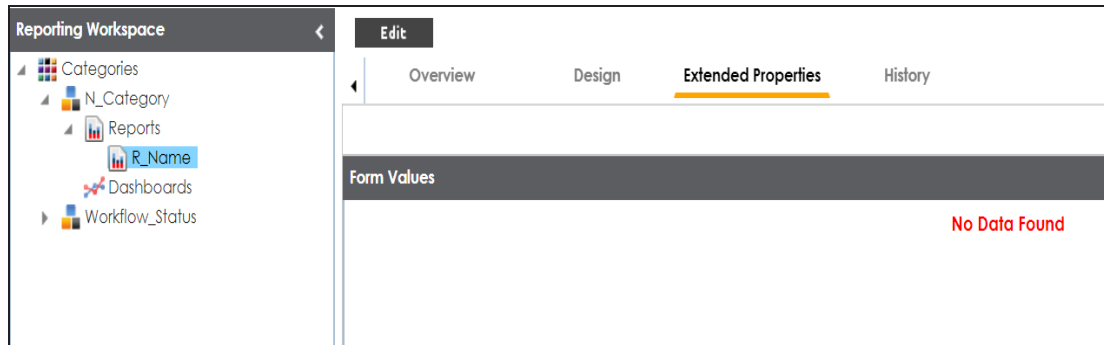 Reporting Workspace
Edit
Categories
N_Category
Reports
R_Name
Dashboards
Workflow_Status
Overview Design Extended Properties History
Form Values
No Data Found